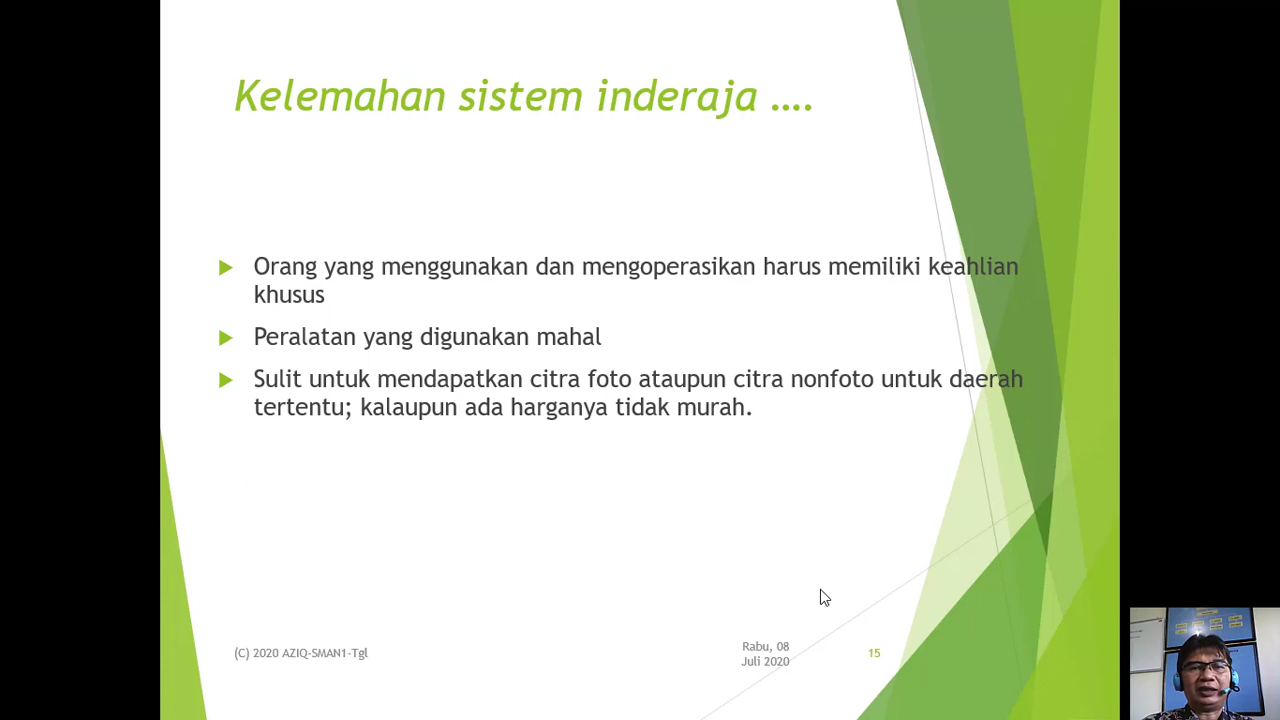 Kelemahan sistem inderaja ....
Orang yang menggunakan dan mengoperasikan harus memiliki keahlian
khusus
Peralatan yang digunakan mahal
Sulit untuk mendapatkan citra foto ataupun citra nonfoto untuk daerah
tertentu; kalaupun ada harganya tidak murah.
(C) 2020 AZIQ-SMAN1-Tgl
Rabu, 08
Juli 2020
15